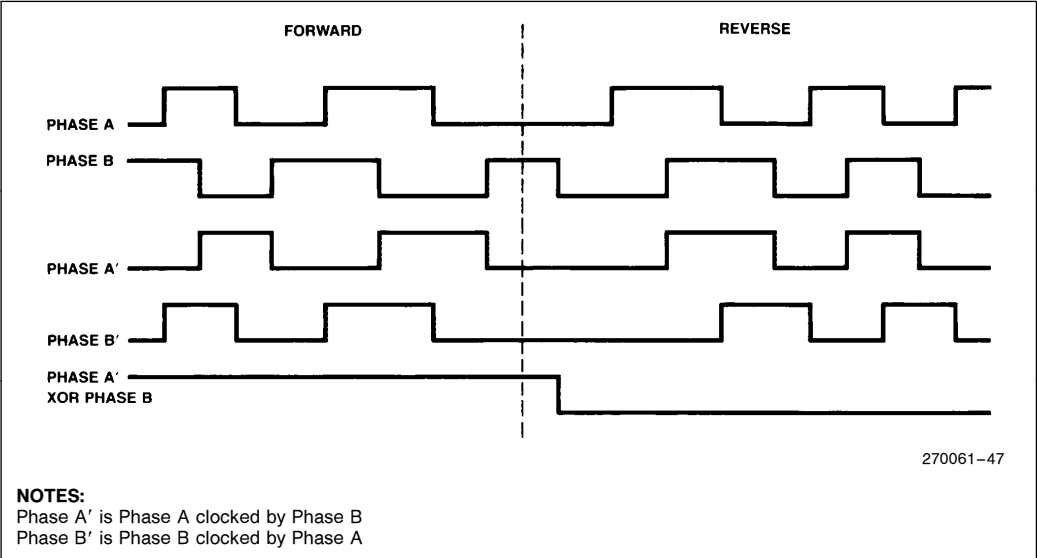 FORWARD
REVERSE
PHASE A
PHASE B
PHASE A′
PHASE B′
PHASE A′
XOR PHASE B
270061–47
NOTES:
Phase A′ is Phase A clocked by Phase B
Phase B′ is Phase B clocked by Phase A